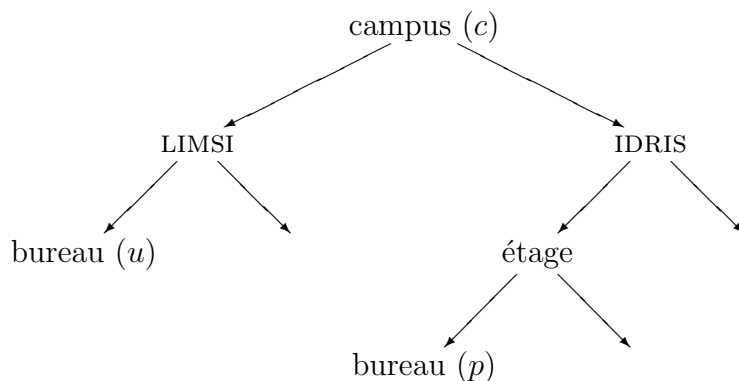 campus (c)
LIMSI
IDRIS
bureau (u)
étage
bureau (p)